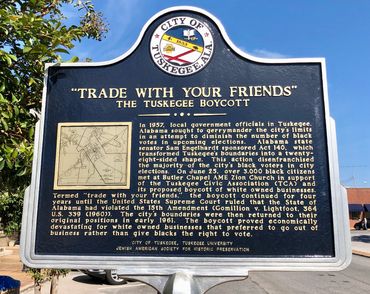 CITY OF
TUSKEGEE, ALA.
"TRADE WITH YOUR FRIENDS"
THE TUSKEGEE BOYCOTT
In 1957, local government officials in Tuskegee,
Alabama sought to gerrymander the city's limits
in an attempt to diminish the number of black
votes in upcoming elections. Alabama state
senator Sam Engelhardt sponsored Act 140, which
transformed Tuskegee's boundaries into a twenty-
eight-sided shape. This action disenfranchised
the majority of the city's black voters in city
elections. On June 25, over 3,000 black citizens
met at Butler Chapel AME Zion Church in support
of the Tuskegee Civic Association (TCA) and
its proposed boycott of white owned businesses.
Termed "trade with your friends," the boycott continued for four
years until the United States Supreme Court ruled that the State of
Alabama had violated the 15th Amendment (Gomillion v. Lightfoot, 364
U.S. 339 (1960)). The city's boundaries were then returned to their
original positions in early 1961. The boycott proved economically
devastating for white owned businesses that preferred to go out of
business rather than give blacks the right to vote.
CITY OF TUSKEGEE, TUSKEGEE UNIVERSITY
JEWISH AMERICAN SOCIETY FOR HISTORIC PRESERVATION